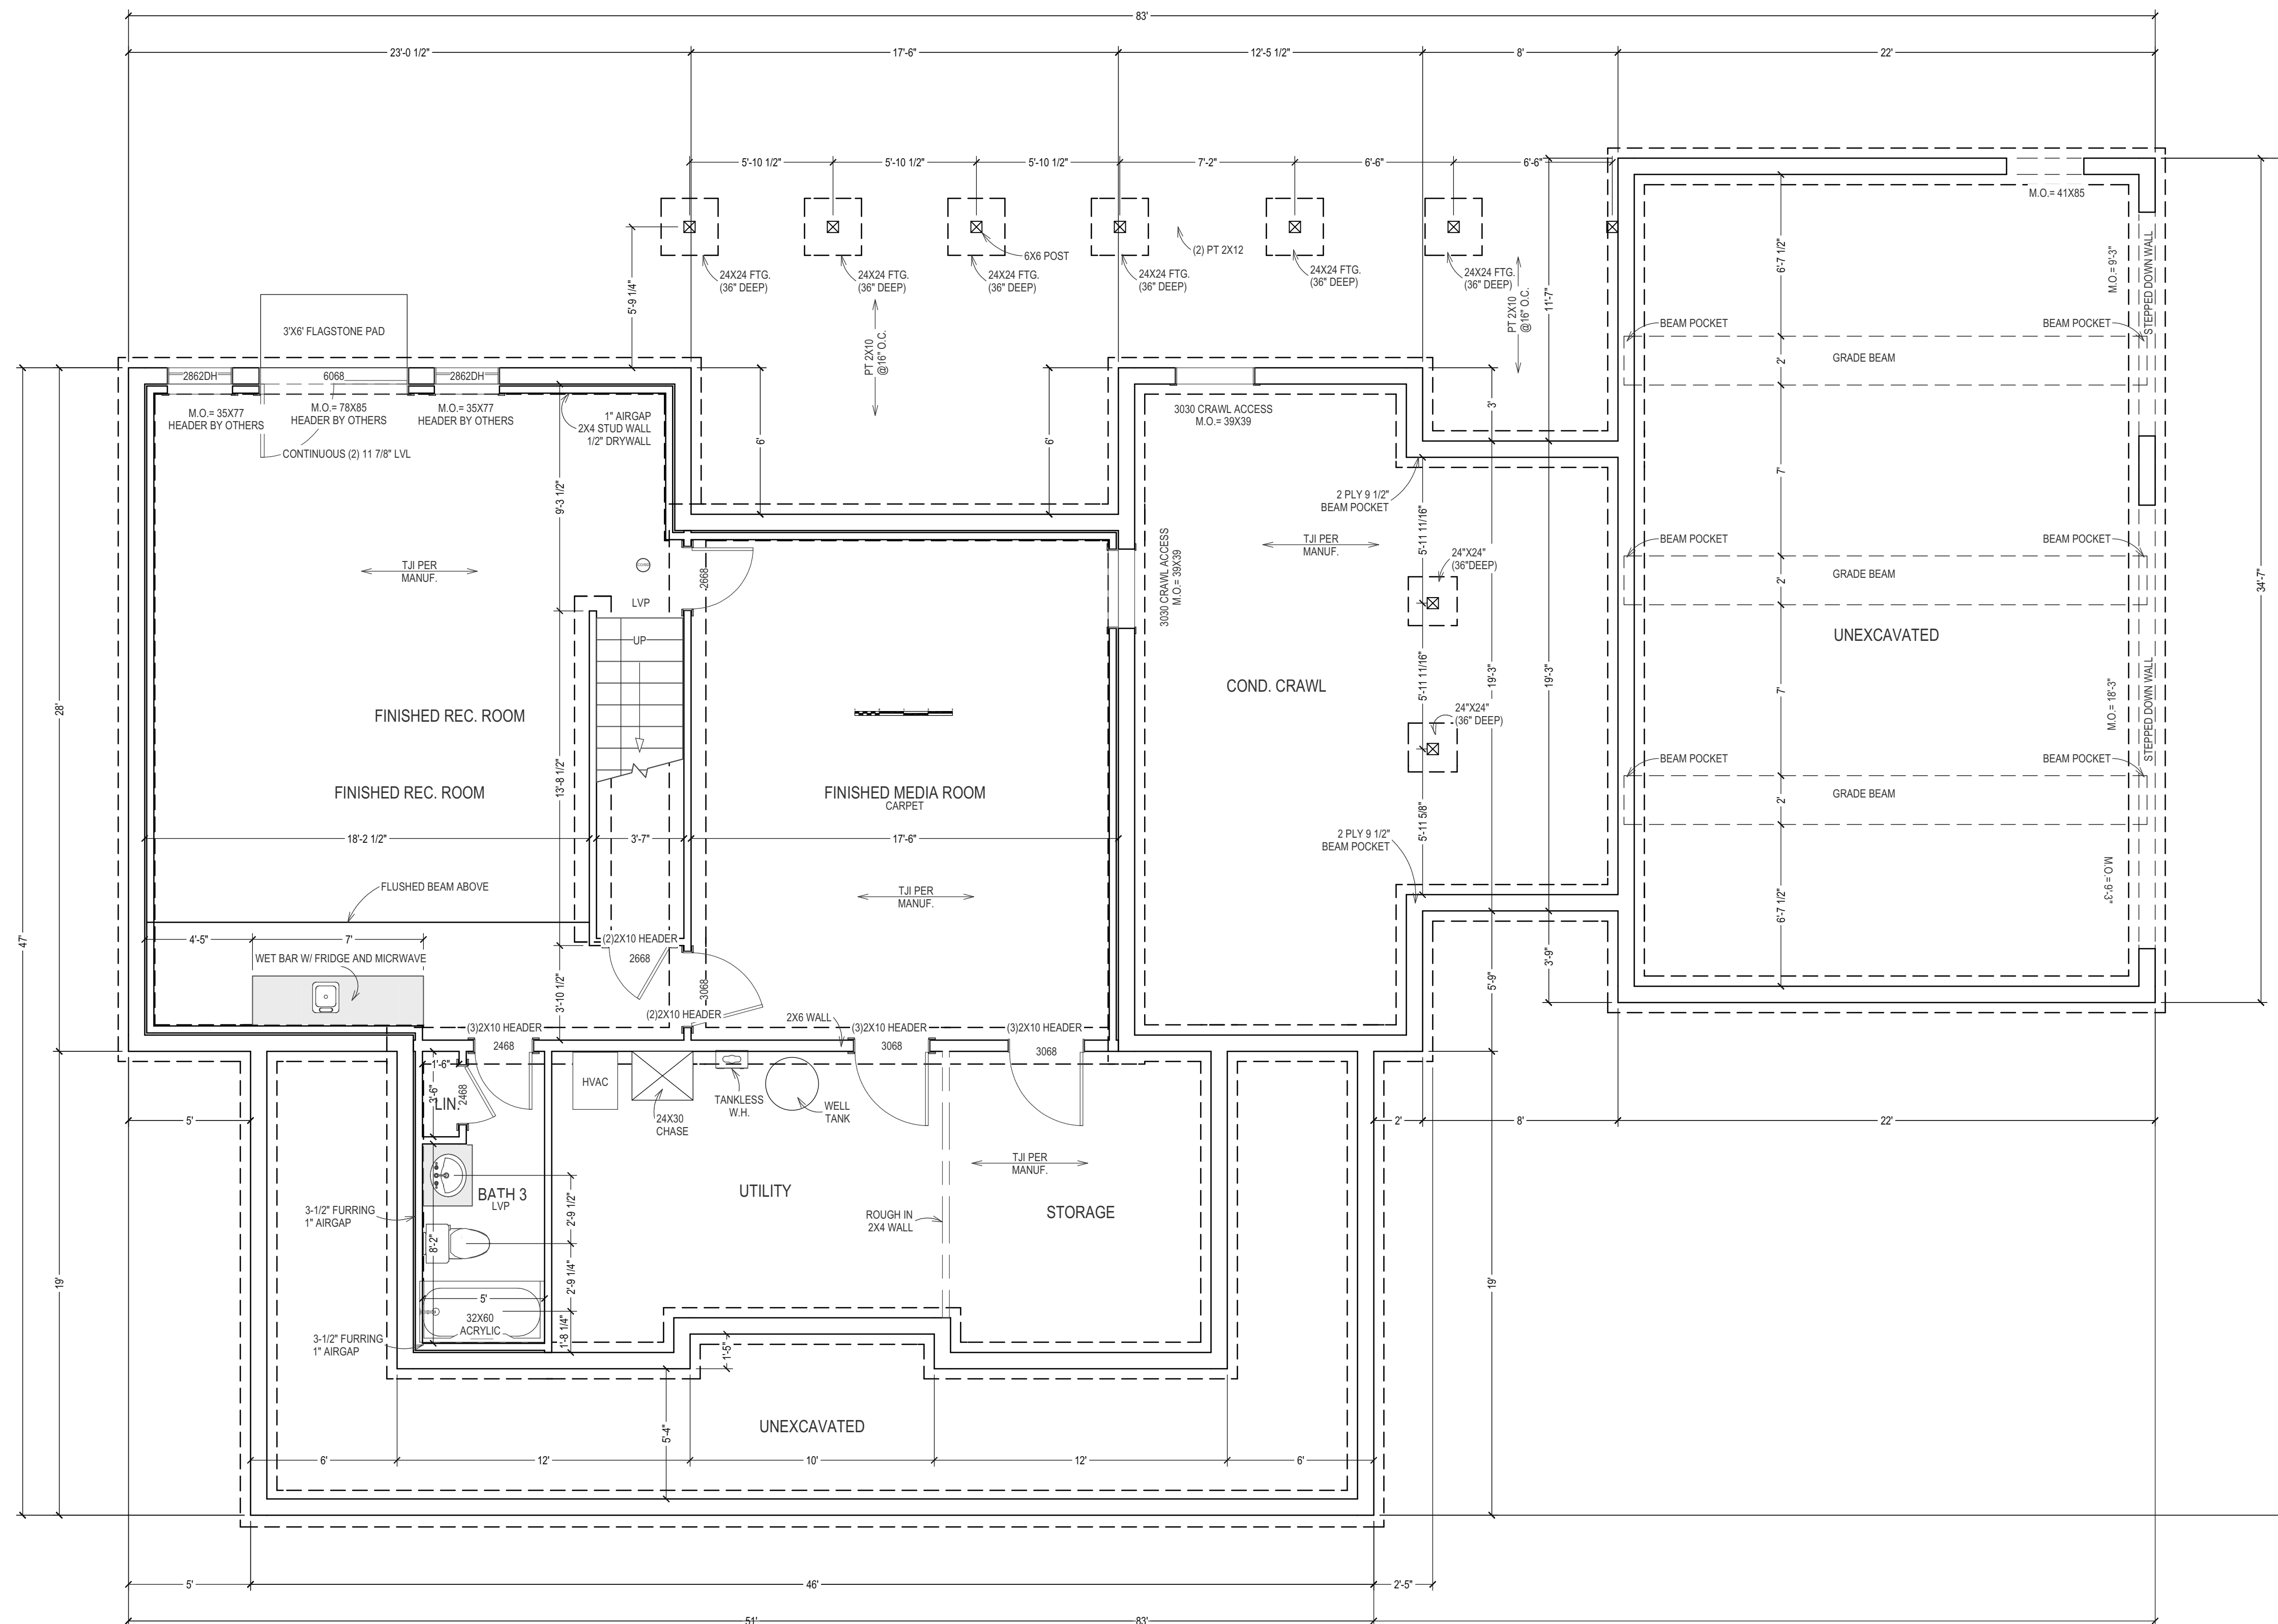 83'
23'-0 1/2"
17'-6"
12'-5 1/2"
8'
22'
5'-10 1/2"
5'-10 1/2"
5'-10 1/2"
7'-2"
6'-6"
6'-6"
M.O.= 41X85
6X6 POST
(2) PT 2X12
24X24 FTG.
(36" DEEP)
24X24 FTG.
(36" DEEP)
24X24 FTG.
(36" DEEP)
24X24 FTG.
(36" DEEP)
24X24 FTG.
(36" DEEP)
24X24 FTG.
(36" DEEP)
5'-9 1/4"
PT 2X10
@16" O.C.
PT 2X10
@16" O.C.
11'-7"
6'-7 1/2"
M.O.= 9'-3"
STEPPED DOWN WALL
3'X6' FLAGSTONE PAD
BEAM POCKET
BEAM POCKET
GRADE BEAM
2'
2862DH
6068
2862DH
M.O.= 35X77
HEADER BY OTHERS
M.O.= 78X85
HEADER BY OTHERS
M.O.= 35X77
HEADER BY OTHERS
1" AIRGAP
2X4 STUD WALL
1/2" DRYWALL
CONTINUOUS (2) 11 7/8" LVL
6'
6'
3030 CRAWL ACCESS
M.O.= 39X39
3'
7'
9'-3 1/2"
2 PLY 9 1/2"
BEAM POCKET
5'-11 11/16"
TJI PER
MANUF.
TJI PER
MANUF.
3030 CRAWL ACCESS
M.O.= 39X39
24"X24"
(36"DEEP)
BEAM POCKET
BEAM POCKET
GRADE BEAM
2'
34'-7"
2668
LVP
UP
UNEXCAVATED
28'
FINISHED REC. ROOM
COND. CRAWL
5'-11 11/16"
19'-3"
19'-3"
7'
M.O.= 18'-3"
STEPPED DOWN WALL
24"X24"
(36" DEEP)
BEAM POCKET
BEAM POCKET
GRADE BEAM
2'
FINISHED REC. ROOM
13'-8 1/2"
FINISHED MEDIA ROOM
CARPET
18'-2 1/2"
3'-7"
17'-6"
2 PLY 9 1/2"
BEAM POCKET
5'-11 5/8"
FLUSHED BEAM ABOVE
TJI PER
MANUF.
6'-7 1/2"
M.O.= 9'-3"
47'
4'-5"
7'
(2)2X10 HEADER
2668
WET BAR W/ FRIDGE AND MICRWAVE
3'-10 1/2"
3068
(2)2X10 HEADER
5'-9"
3'-9"
2X6 WALL
(3)2X10 HEADER
2468
(3)2X10 HEADER
3068
(3)2X10 HEADER
3068
1'-6"
3'-6"
2468
LIN.
HVAC
24X30
CHASE
TANKLESS
W.H.
WELL
TANK
5'
2'
8'
22'
TJI PER
MANUF.
BATH 3
LVP
UTILITY
STORAGE
3-1/2" FURRING
1" AIRGAP
ROUGH IN
2X4 WALL
2'-9 1/2"
8'-2"
2'-9 1/4"
19'
19'
5'
32X60
ACRYLIC
1'-8 1/4"
3-1/2" FURRING
1" AIRGAP
1'-5"
UNEXCAVATED
5'-4"
6'
12'
10'
12'
6'
5'
46'
2'-5"
51'
83'